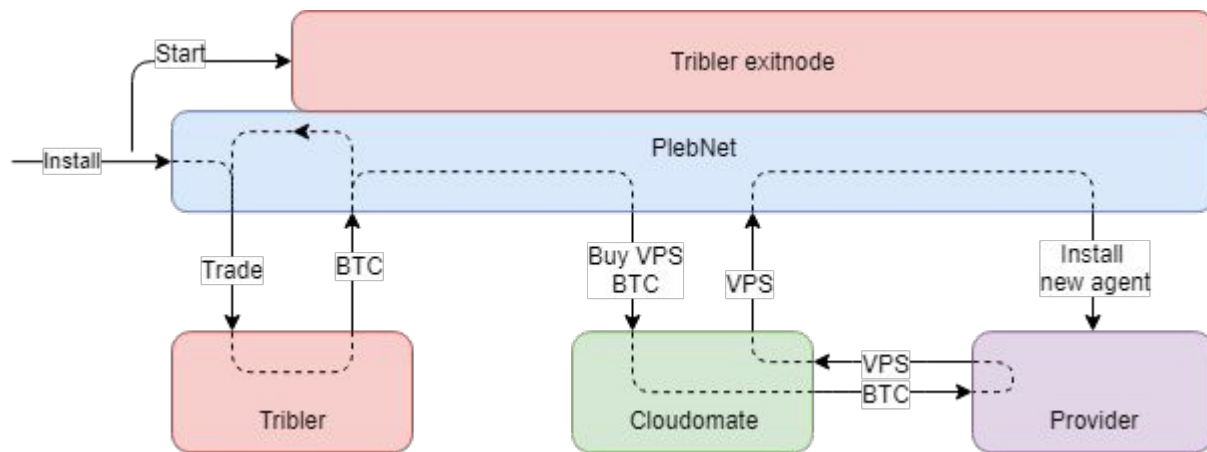 Start
Tribler exitnode
Install
PlebNet
Trade
BTC
Buy VPS
BTC
VPS
Install
new agent
VPS
BTC
Tribler
Cloudomate
Provider